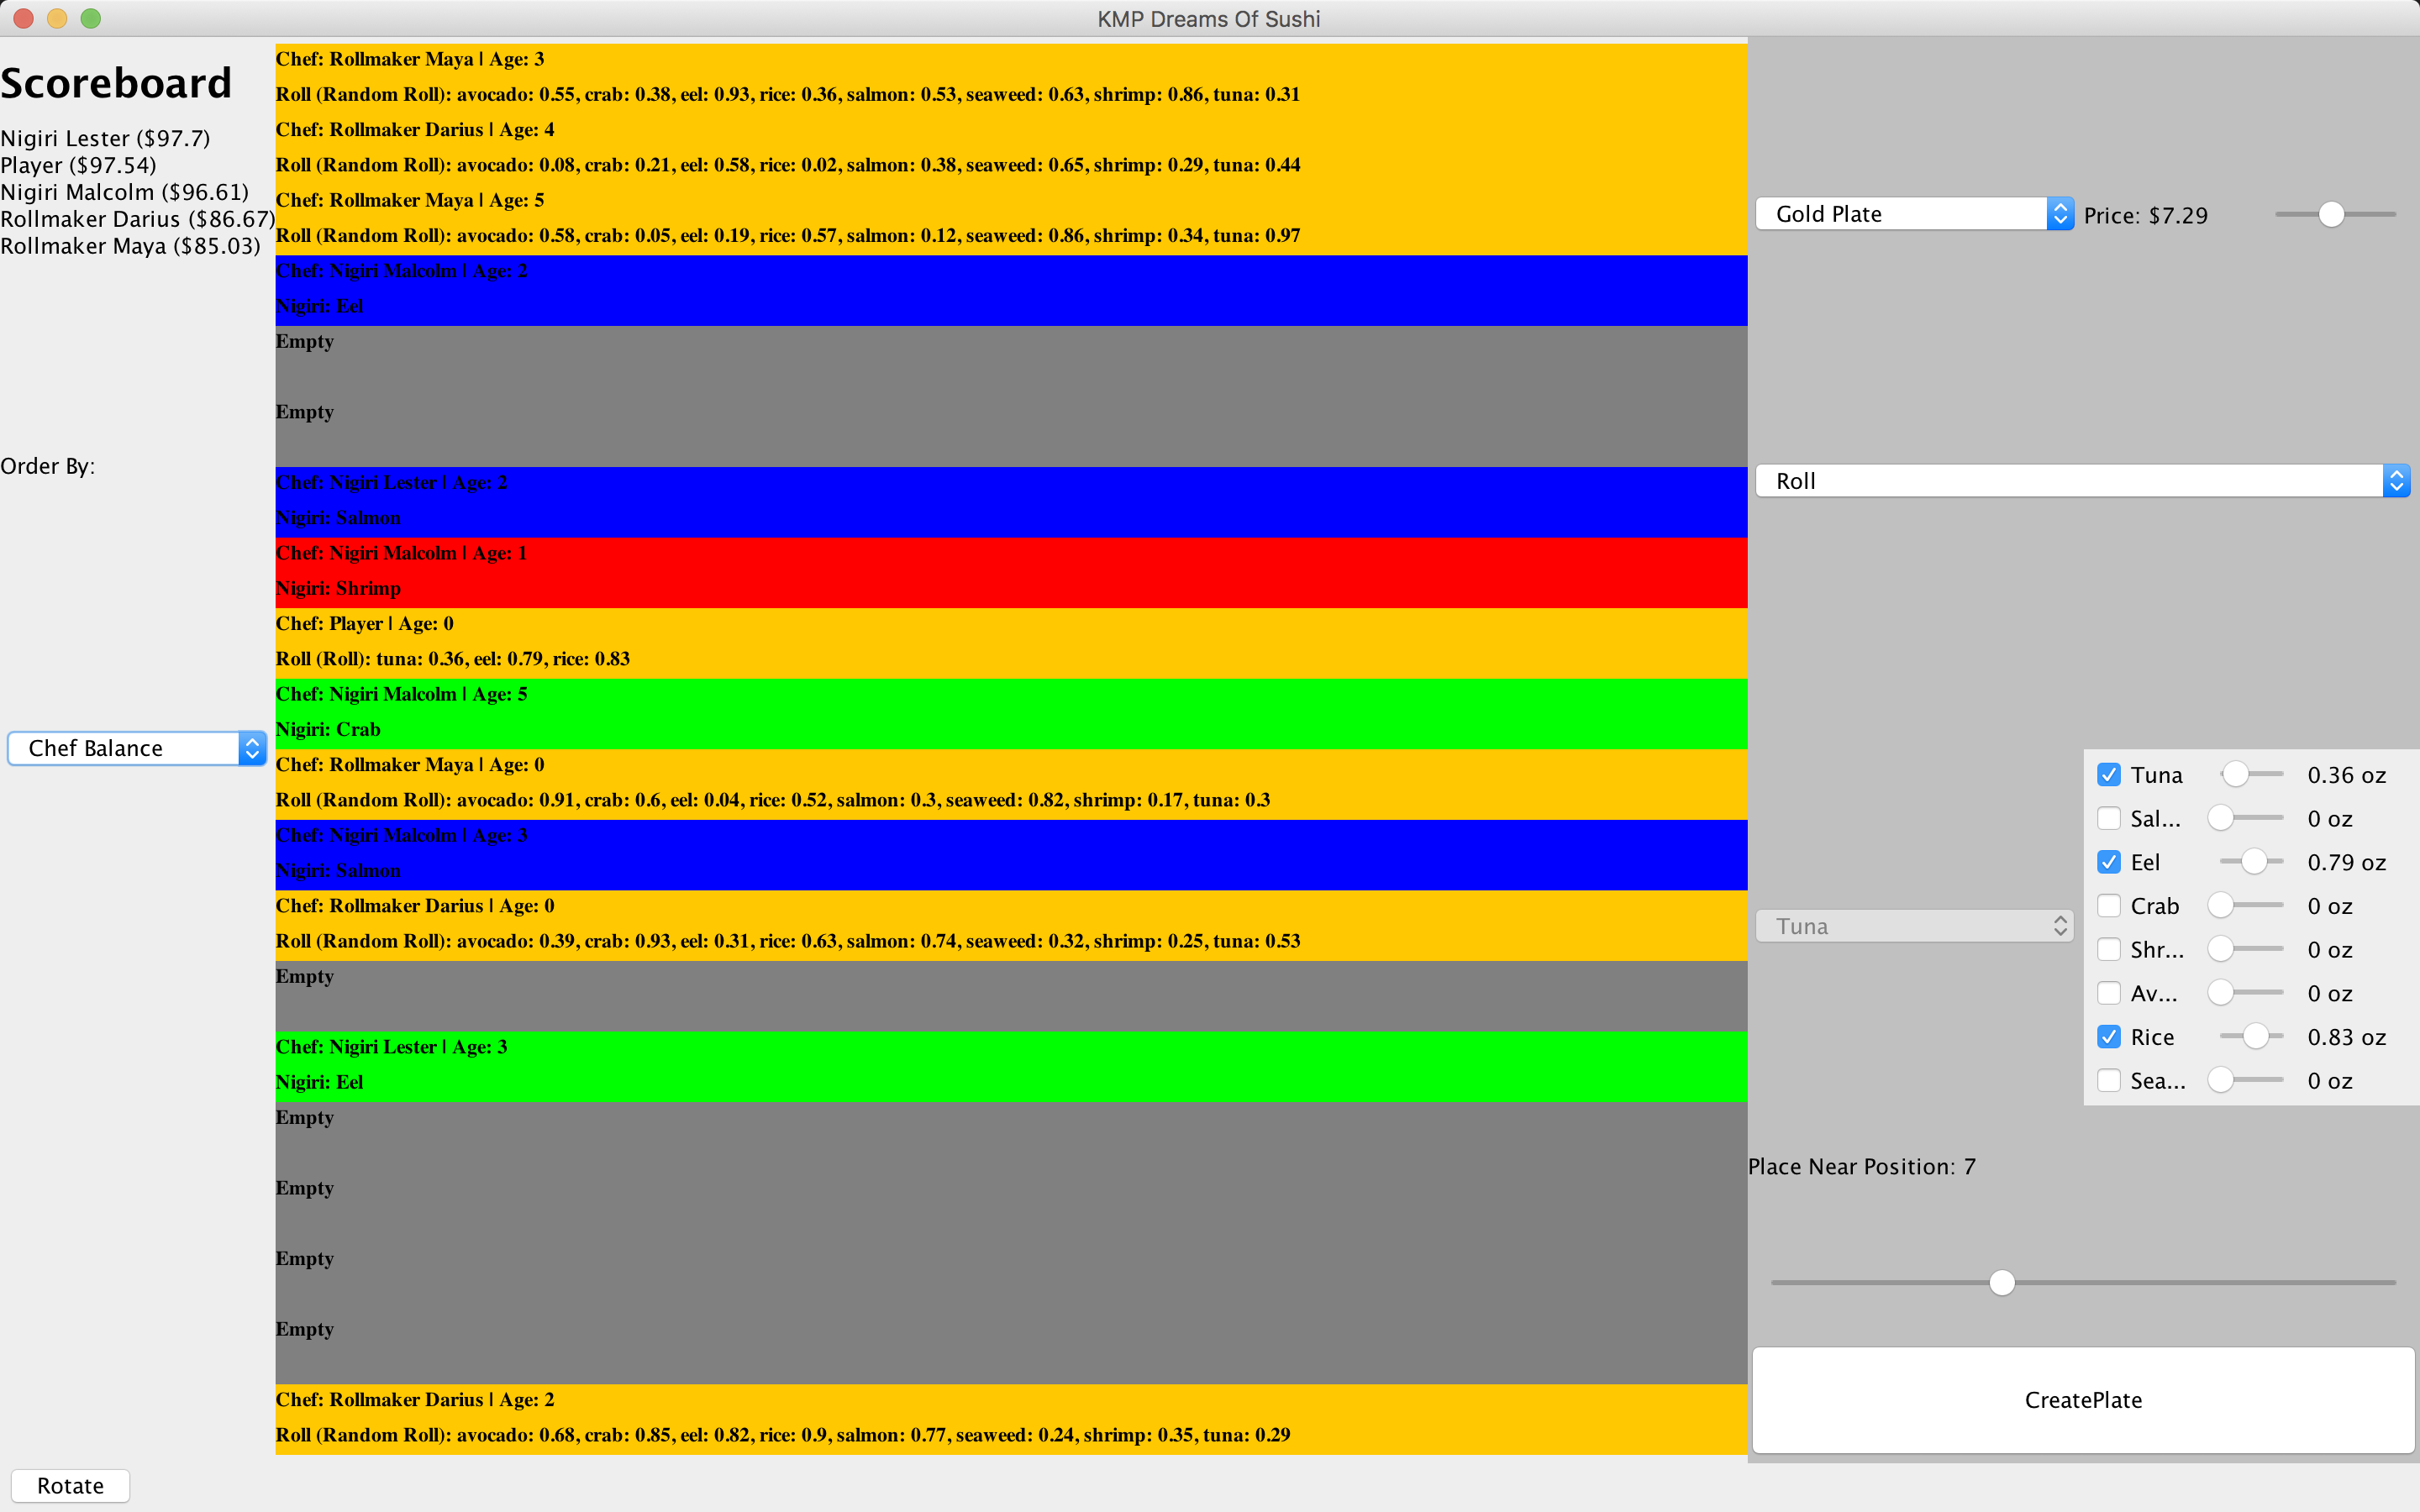 KMP Dreams Of Sushi
Scoreboard
Nigiri Lester ($97.7)
Player ($97.54)
Nigiri Malcolm ($96.61)
Rollmaker Darius ($86.67)
Rollmaker Maya ($85.03)
Order By:
Chef Balance
Rotate
Chef: Rollmaker Maya | Age: 3
Roll (Random Roll): avocado: 0.55, crab: 0.38, eel: 0.93, rice: 0.36, salmon: 0.53, seaweed: 0.63, shrimp: 0.86, tuna: 0.31
Chef: Rollmaker Darius | Age: 4
Roll (Random Roll): avocado: 0.08, crab: 0.21, eel: 0.58, rice: 0.02, salmon: 0.38, seaweed: 0.65, shrimp: 0.29, tuna: 0.44
Chef: Rollmaker Maya | Age: 5
Roll (Random Roll): avocado: 0.58, crab: 0.05, eel: 0.19, rice: 0.57, salmon: 0.12, seaweed: 0.86, shrimp: 0.34, tuna: 0.97
Chef: Nigiri Malcolm | Age: 2
Nigiri: Eel
Empty
Empty
Chef: Nigiri Lester | Age: 2
Nigiri: Salmon
Chef: Nigiri Malcolm | Age: 1
Nigiri: Shrimp
Chef: Player | Age: 0
Roll (Roll): tuna: 0.36, eel: 0.79, rice: 0.83
Chef: Nigiri Malcolm | Age: 5
Nigiri: Crab
Chef: Rollmaker Maya | Age: 0
Roll (Random Roll): avocado: 0.91, crab: 0.6, eel: 0.04, rice: 0.52, salmon: 0.3, seaweed: 0.82, shrimp: 0.17, tuna: 0.3
Chef: Nigiri Malcolm | Age: 3
Nigiri: Salmon
Chef: Rollmaker Darius | Age: 0
Roll (Random Roll): avocado: 0.39, crab: 0.93, eel: 0.31, rice: 0.63, salmon: 0.74, seaweed: 0.32, shrimp: 0.25, tuna: 0.53
Empty
Chef: Nigiri Lester | Age: 3
Nigiri: Eel
Empty
Empty
Empty
Empty
Chef: Rollmaker Darius | Age: 2
Roll (Random Roll): avocado: 0.68, crab: 0.85, eel: 0.82, rice: 0.9, salmon: 0.77, seaweed: 0.24, shrimp: 0.35, tuna: 0.29
Gold Plate Price: $7.29
Roll
Tuna
Tuna 0.36 oz
Sal... 0 oz
Eel 0.79 oz
Crab 0 oz
Shr... 0 oz
Av... 0 oz
Rice 0.83 oz
Sea... 0 oz
Place Near Position: 7
CreatePlate